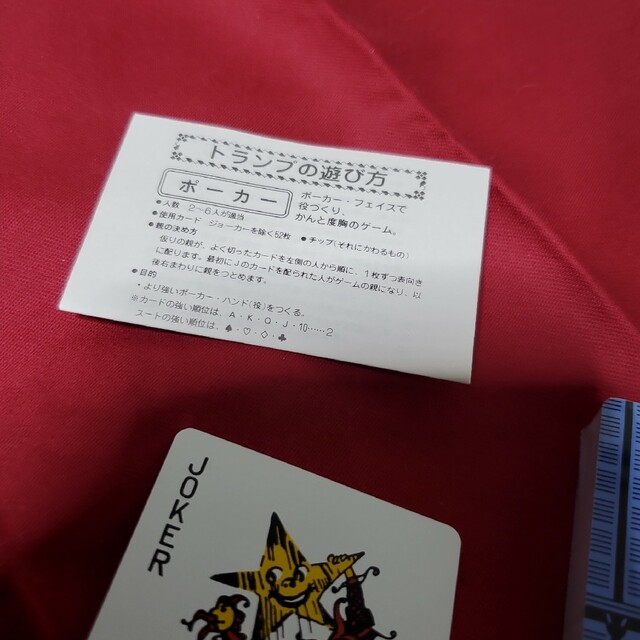 トランプの遊び方
ポーカー
ポーカー・フェイスで
役づくり、
かんと度胸のゲーム。
●人数 2～6人が適当
●使用カード ジョーカーを除く52枚 ●チップ(それにかわるもの)
●親の決め方
仮りの親が、よく切ったカードを左側の人から順に、1枚ずつ表向き
に配ります。最初にJのカードを配られた人がゲームの親になり、以
後右まわりに親をつとめます。
●目的
・より強いポーカー・ハンド(役)をつくる。
※カードの強い順位は、A・K・Q・J・10……2
スートの強い順位は、♠・♡・♢・♣
JOKER